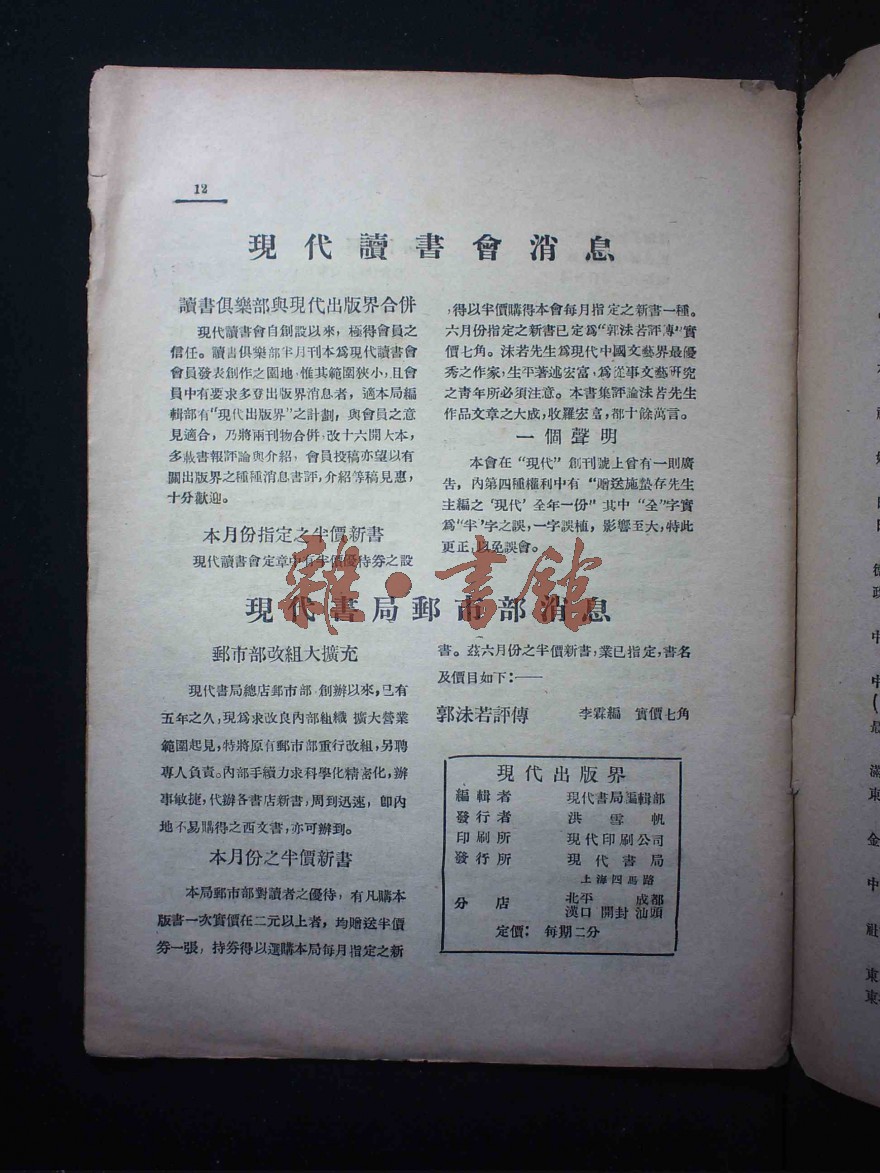 12
現代讀書會消息
讀書俱樂部與現代出版界合併
現代讀書會自創設以來，極得會員之
信任。讀書俱樂部半月刊本爲現代讀書會
會員發表創作之園地，惟其範圍狹小，且會
員中有要求多登出版界消息者，適本局編
輯部有“現代出版界”之計劃，與會員之意
見適合，乃將兩刊物合併，改十六開大本，
多載書報評論與介紹，會員投稿亦望以有
關出版界之種種消息書評，介紹等稿見惠，
十分歡迎。
本月份指定之半價新書
現代讀書會定章中有半價優待劵之設
，得以半價購得本會每月指定之新書一種。
六月份指定之新書已定爲“郭沫若評傳”實
價七角。沫若先生爲現代中國文藝界最優
秀之作家，生平著述宏富，爲從事文藝研究
之青年所必須注意。本書集評論沫若先生
作品文章之大成，收羅宏富，都十餘萬言。
一個聲明
本會在“現代”創刊號上曾有一則廣
告，內第四種權利中有“贈送施蟄存先生
主編之‘現代’全年一份”其中“全”字實
爲“半”字之誤，一字誤植，影響至大，特此
更正，以免誤會。
雜·書館
現代書局郵市部消息
郵市部改組大擴充
現代書局總店郵市部 創辦以來，已有
五年之久，現爲求改良內部組織 擴大營業
範圍起見，特將原有郵市部重行改組，另聘
專人負責。內部手續力求科學化精密化，辦
事敏捷，代辦各書店新書，周到迅速，卽內
地不易購得之西文書，亦可辦到。
本月份之半價新書
本局郵市部對讀者之優待，有凡購本
版書一次實價在二元以上者，均贈送半價
劵一張，持劵得以選購本局每月指定之新
書。茲六月份之半價新書，業已指定，書名
及價目如下：——
郭沫若評傳 李霖編 實價七角
現代出版界
編輯者 現代書局編輯部
發行者 洪雪帆
印刷所 現代印刷公司
發行所 現代書局
上海四馬路
分店 北平 成都
漢口 開封 汕頭
定價： 每期二分